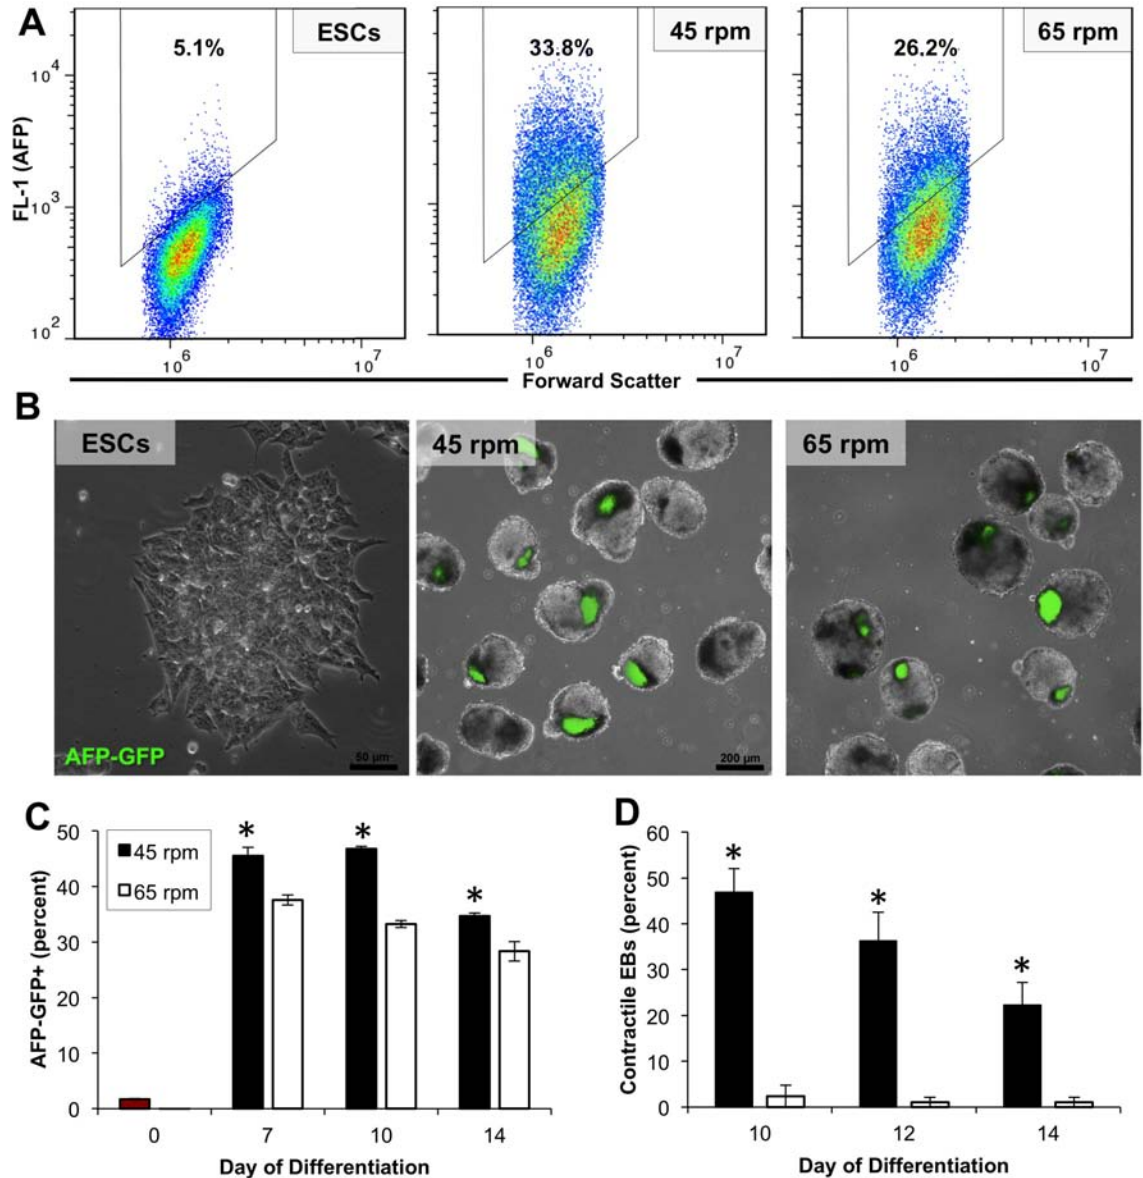 A
ESCs
45 rpm
65 rpm
5.1%
33.8%
26.2%
FL-1 (AFP)
10^4
10^3
10^2
10^6
10^7
10^6
10^7
10^6
10^7
Forward Scatter
B
ESCs
45 rpm
65 rpm
AFP-GFP
50 µm
200 µm
C
AFP-GFP+ (percent)
50
40
30
20
10
0
45 rpm
65 rpm
*
*
*
0
7
10
14
Day of Differentiation
D
Contractile EBs (percent)
60
50
40
30
20
10
0
*
*
*
10
12
14
Day of Differentiation